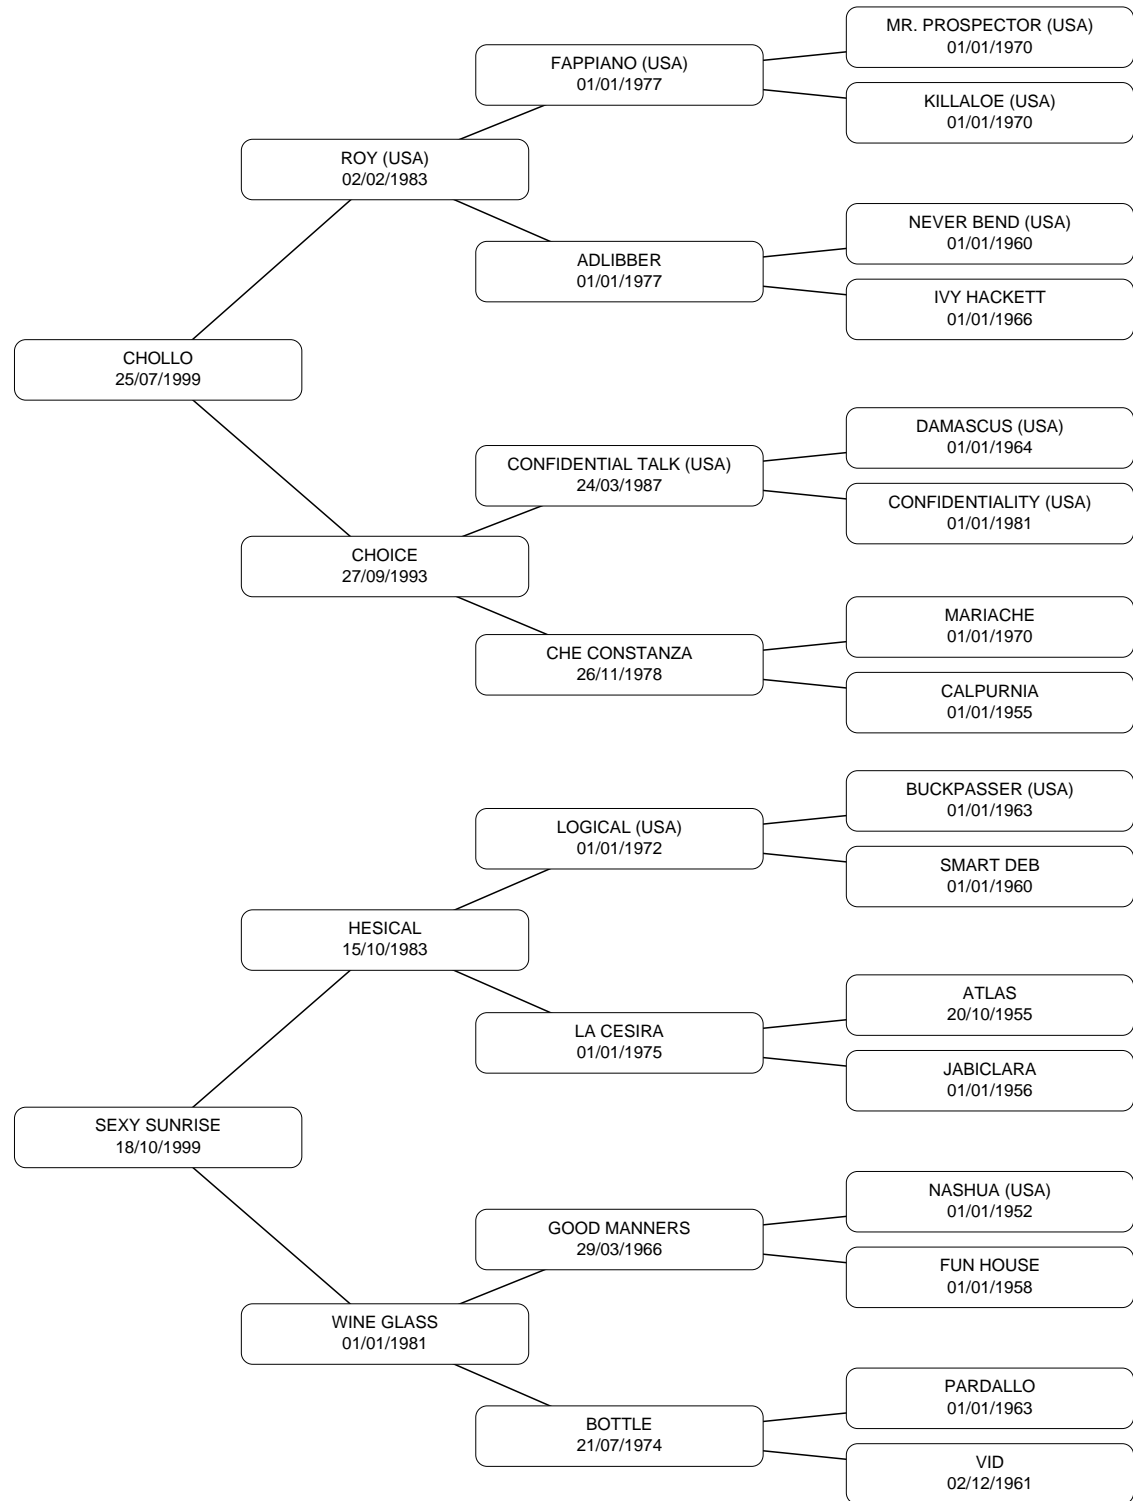 MR. PROSPECTOR (USA)
01/01/1970
FAPPIANO (USA)
01/01/1977
KILLALOE (USA)
01/01/1970
ROY (USA)
02/02/1983
NEVER BEND (USA)
01/01/1960
ADLIBBER
01/01/1977
IVY HACKETT
01/01/1966
CHOLLO
25/07/1999
DAMASCUS (USA)
01/01/1964
CONFIDENTIAL TALK (USA)
24/03/1987
CONFIDENTIALITY (USA)
01/01/1981
CHOICE
27/09/1993
MARIACHE
01/01/1970
CHE CONSTANZA
26/11/1978
CALPURNIA
01/01/1955
BUCKPASSER (USA)
01/01/1963
LOGICAL (USA)
01/01/1972
SMART DEB
01/01/1960
HESICAL
15/10/1983
ATLAS
20/10/1955
LA CESIRA
01/01/1975
JABICLARA
01/01/1956
SEXY SUNRISE
18/10/1999
NASHUA (USA)
01/01/1952
GOOD MANNERS
29/03/1966
FUN HOUSE
01/01/1958
WINE GLASS
01/01/1981
PARDALLO
01/01/1963
BOTTLE
21/07/1974
VID
02/12/1961